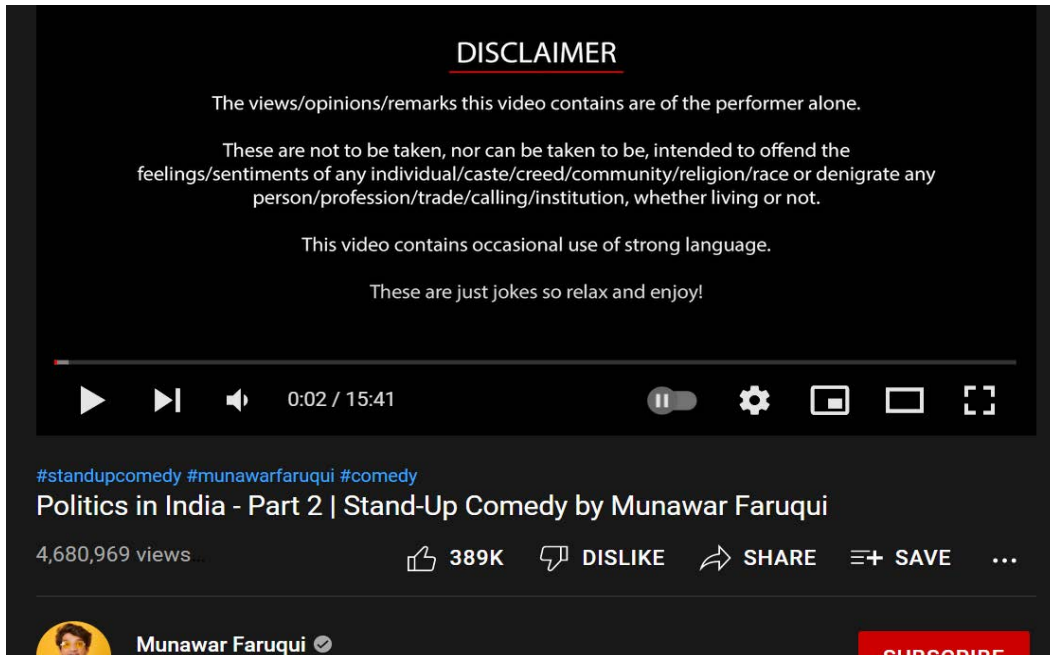 DISCLAIMER
The views/opinions/remarks this video contains are of the performer alone.
These are not to be taken, nor can be taken to be, intended to offend the
feelings/sentiments of any individual/caste/creed/community/religion/race or denigrate any
person/profession/trade/calling/institution, whether living or not.
This video contains occasional use of strong language.
These are just jokes so relax and enjoy!
0:02 / 15:41
#standupcomedy #munawarfaruqui #comedy
Politics in India - Part 2 | Stand-Up Comedy by Munawar Faruqui
4,680,969 views
389K DISLIKE SHARE SAVE
Munawar Faruqui
SUBSCRIBE